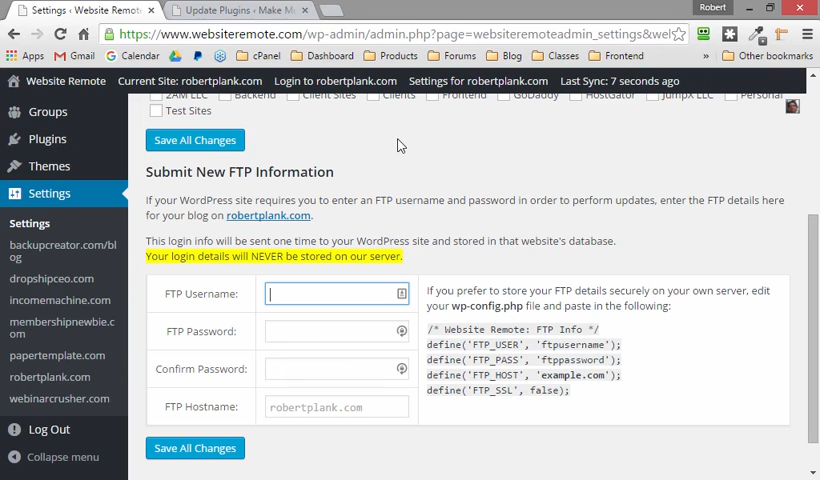 Settings ‹ Website Remote
Update Plugins ‹ Make M
Robert
https://www.websiteremote.com/wp-admin/admin.php?page=websiteremoteadmin_settings&wel
Apps
Gmail
Calendar
cPanel
Dashboard
Products
Forums
Blog
Classes
Frontend
»
Other bookmarks
Website Remote
Current Site: robertplank.com
Login to robertplank.com
Settings for robertplank.com
Last Sync: 7 seconds ago
Groups
Plugins
Themes
Settings
Settings
backupcreator.com/bl
og
dropshipceo.com
incomemachine.com
membershipnewbie.c
om
papertemplate.com
robertplank.com
webinarcrusher.com
Log Out
Collapse menu
2AM LLC
Backend
Client Sites
Clients
Frontend
GoDaddy
HostGator
JumpX LLC
Personal
Test Sites
Save All Changes
Submit New FTP Information
If your WordPress site requires you to enter an FTP username and password in order to perform updates, enter the FTP details here
for your blog on robertplank.com.
This login info will be sent one time to your WordPress site and stored in that website's database.
Your login details will NEVER be stored on our server.
FTP Username:
FTP Password:
Confirm Password:
FTP Hostname:
robertplank.com
If you prefer to store your FTP details securely on your own server, edit
your wp-config.php file and paste in the following:
/* Website Remote: FTP Info */
define('FTP_USER', 'ftpusername');
define('FTP_PASS', 'ftppassword');
define('FTP_HOST', 'example.com');
define('FTP_SSL', false);
Save All Changes